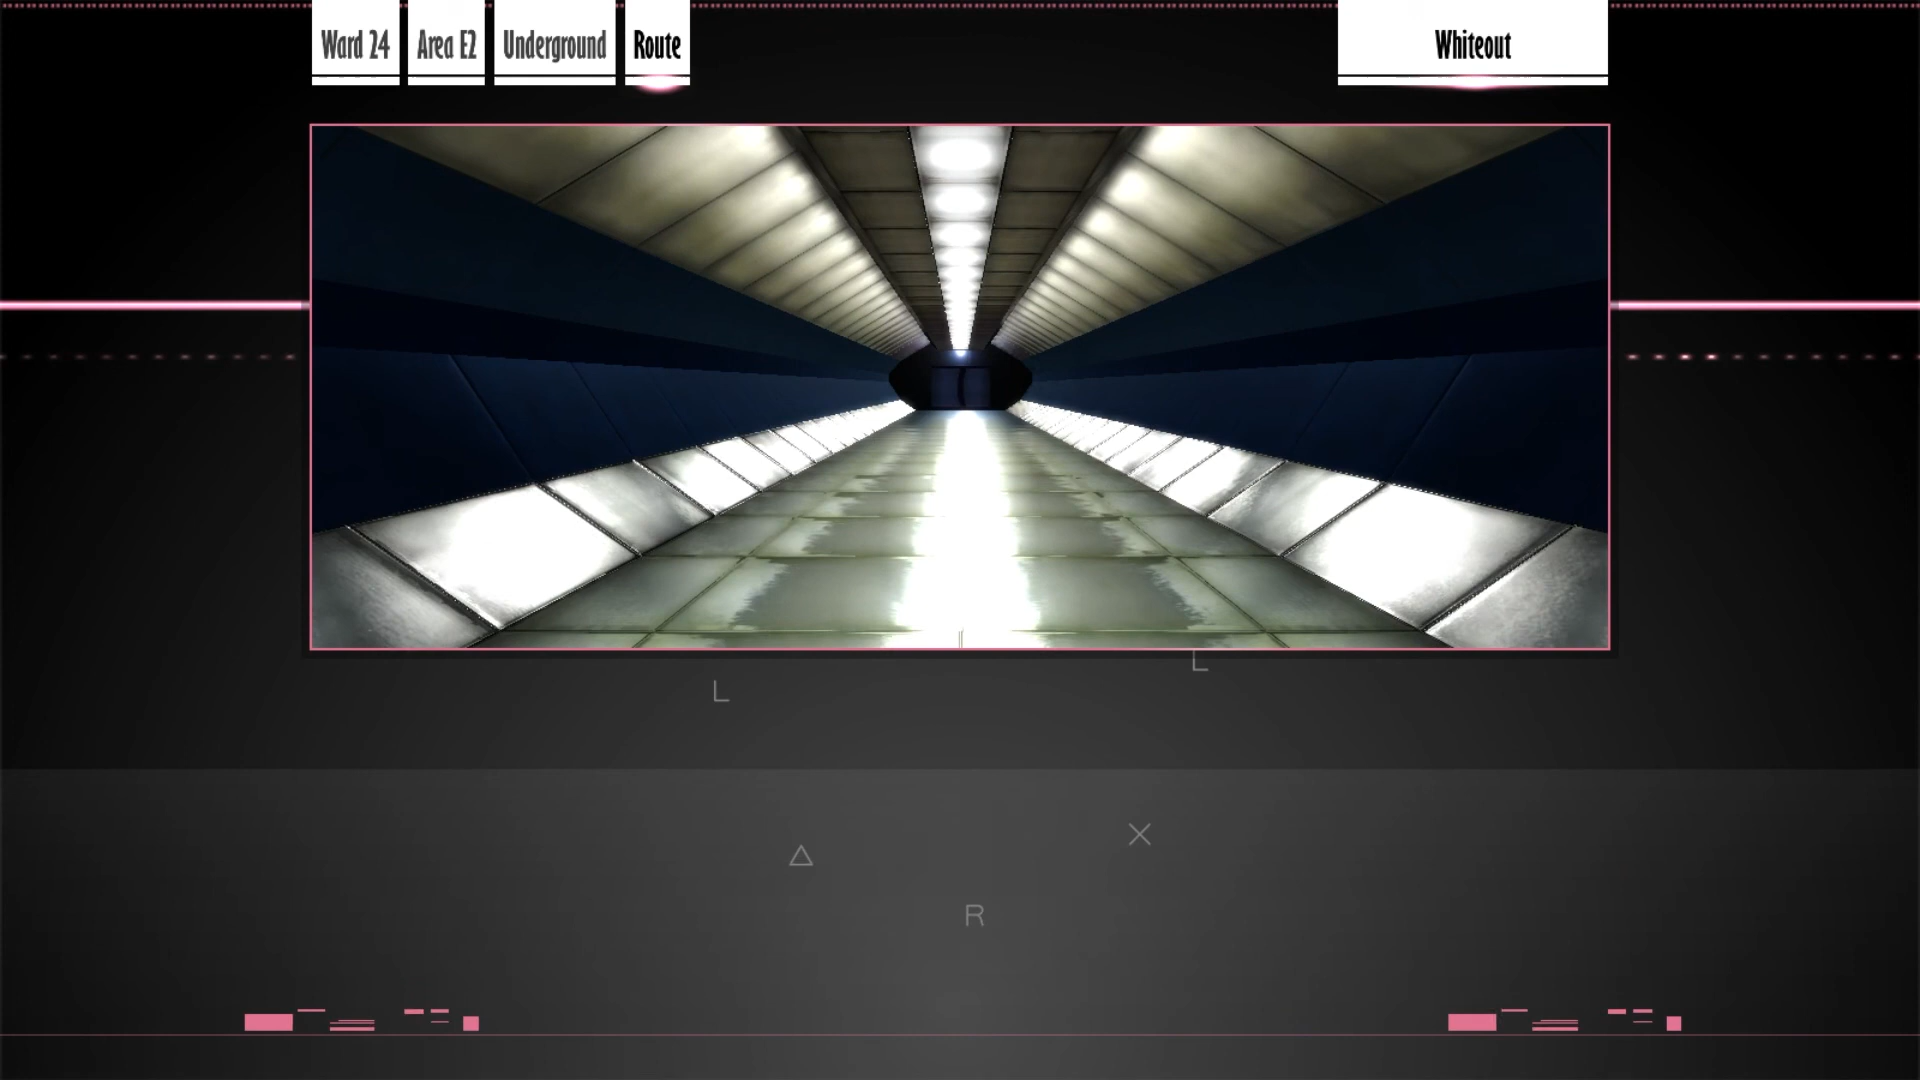 Ward 24
Area E2
Underground
Route
Whiteout
L
L
R